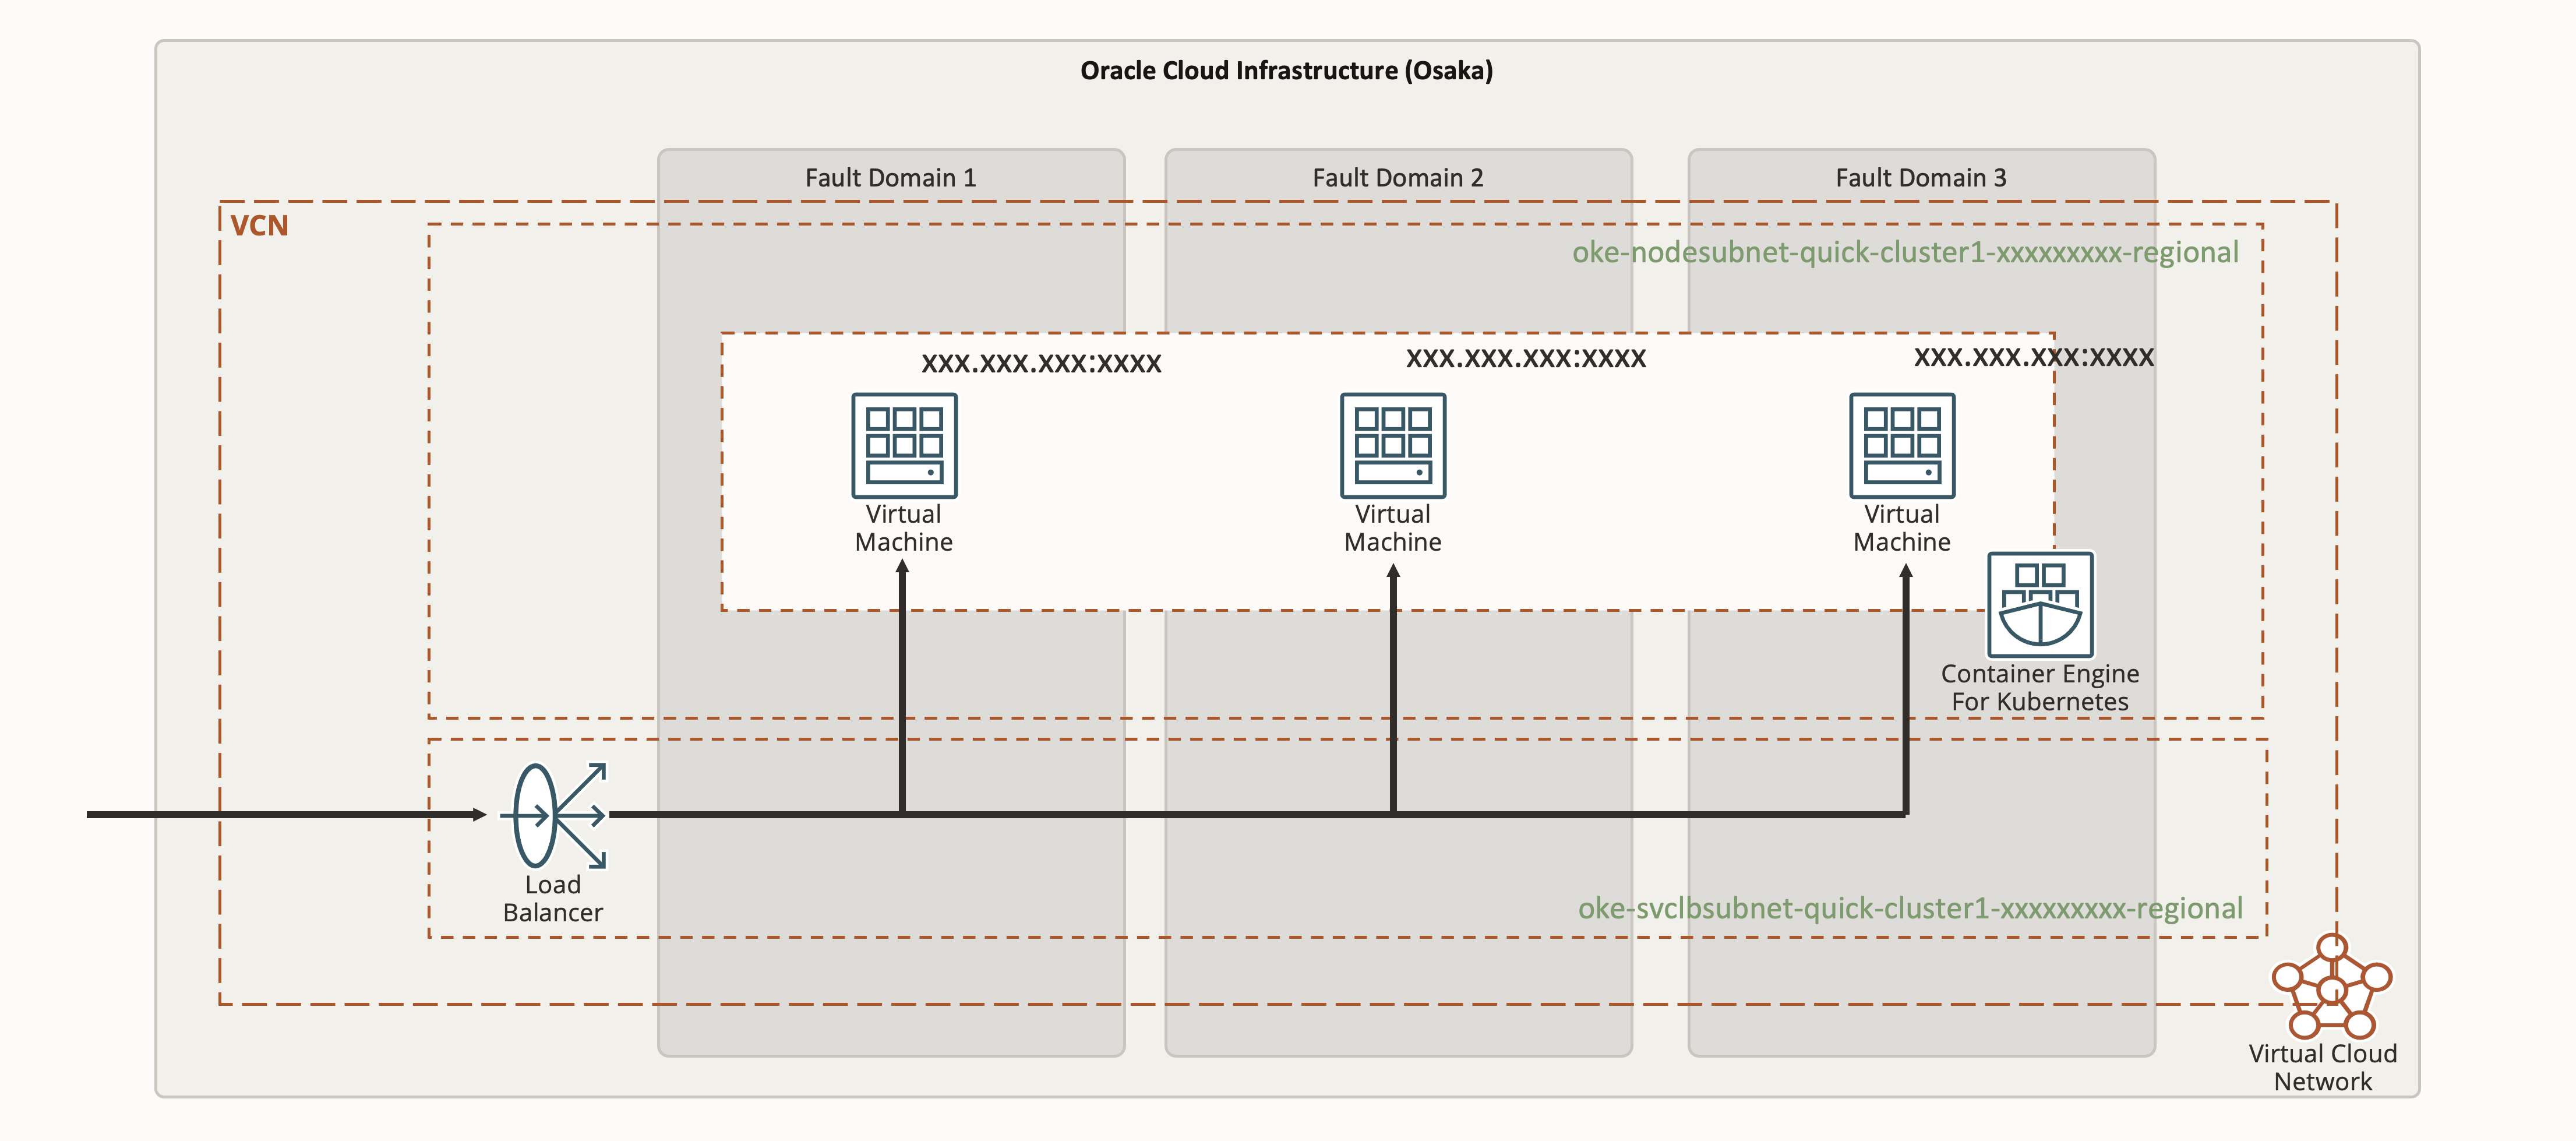 Oracle Cloud Infrastructure (Osaka)
Fault Domain 1
Fault Domain 2
Fault Domain 3
VCN
oke-nodesubnet-quick-cluster1-xxxxxxxxx-regional
XXX.XXX.XXX:XXXX
XXX.XXX.XXX:XXXX
XXX.XXX.XXX:XXXX
Virtual
Machine
Virtual
Machine
Virtual
Machine
Container Engine
For Kubernetes
Load
Balancer
oke-svclbsubnet-quick-cluster1-xxxxxxxxx-regional
Virtual Cloud
Network